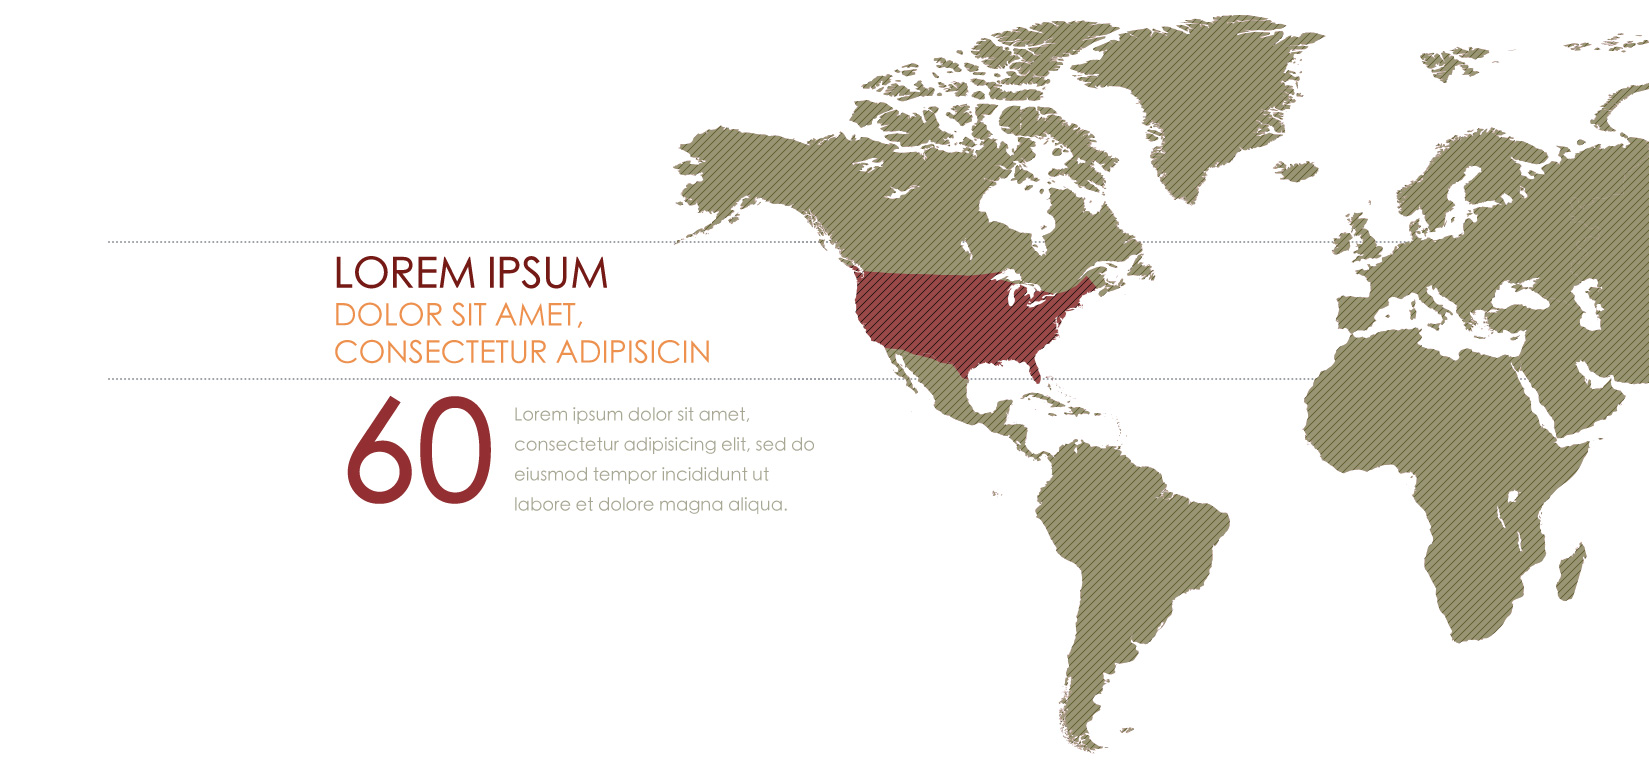 LOREM IPSUM
DOLOR SIT AMET,
CONSECTETUR ADIPISICIN
60
Lorem ipsum dolor sit amet,
consectetur adipisicing elit, sed do
eiusmod tempor incididunt ut
labore et dolore magna aliqua.